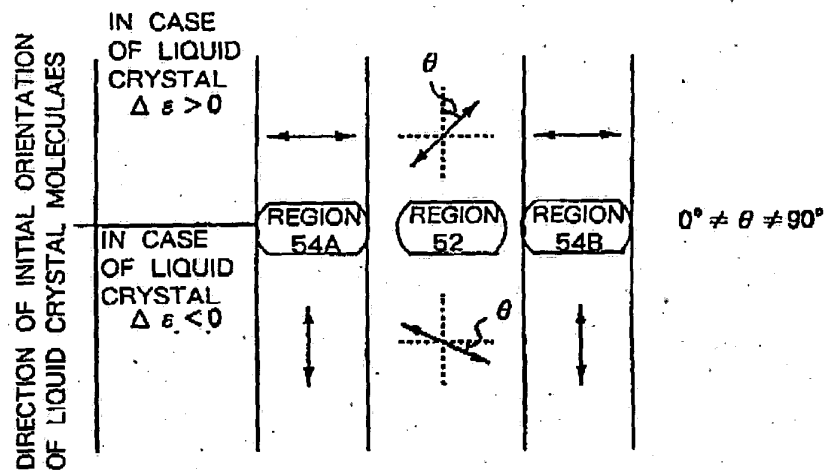 DIRECTION OF INITIAL ORIENTATION
OF LIQUID CRYSTAL MOLECULAES
IN CASE
OF LIQUID
CRYSTAL
Δ ε > 0
θ
REGION
54A
REGION
52
REGION
54B
0° ≠ θ ≠ 90°
IN CASE
OF LIQUID
CRYSTAL
Δ ε < 0
θ